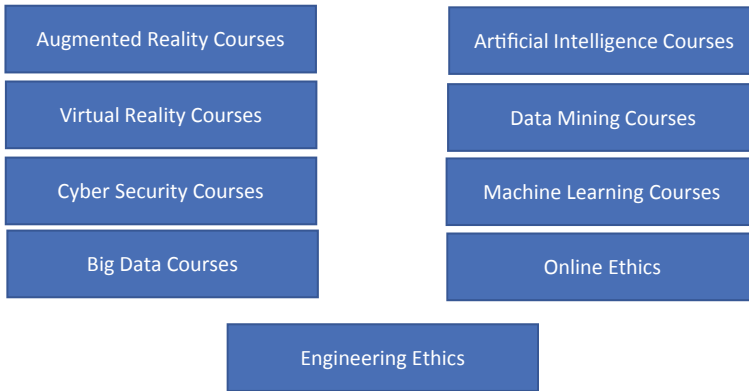 Augmented Reality Courses
Artificial Intelligence Courses
Virtual Reality Courses
Data Mining Courses
Cyber Security Courses
Machine Learning Courses
Big Data Courses
Online Ethics
Engineering Ethics